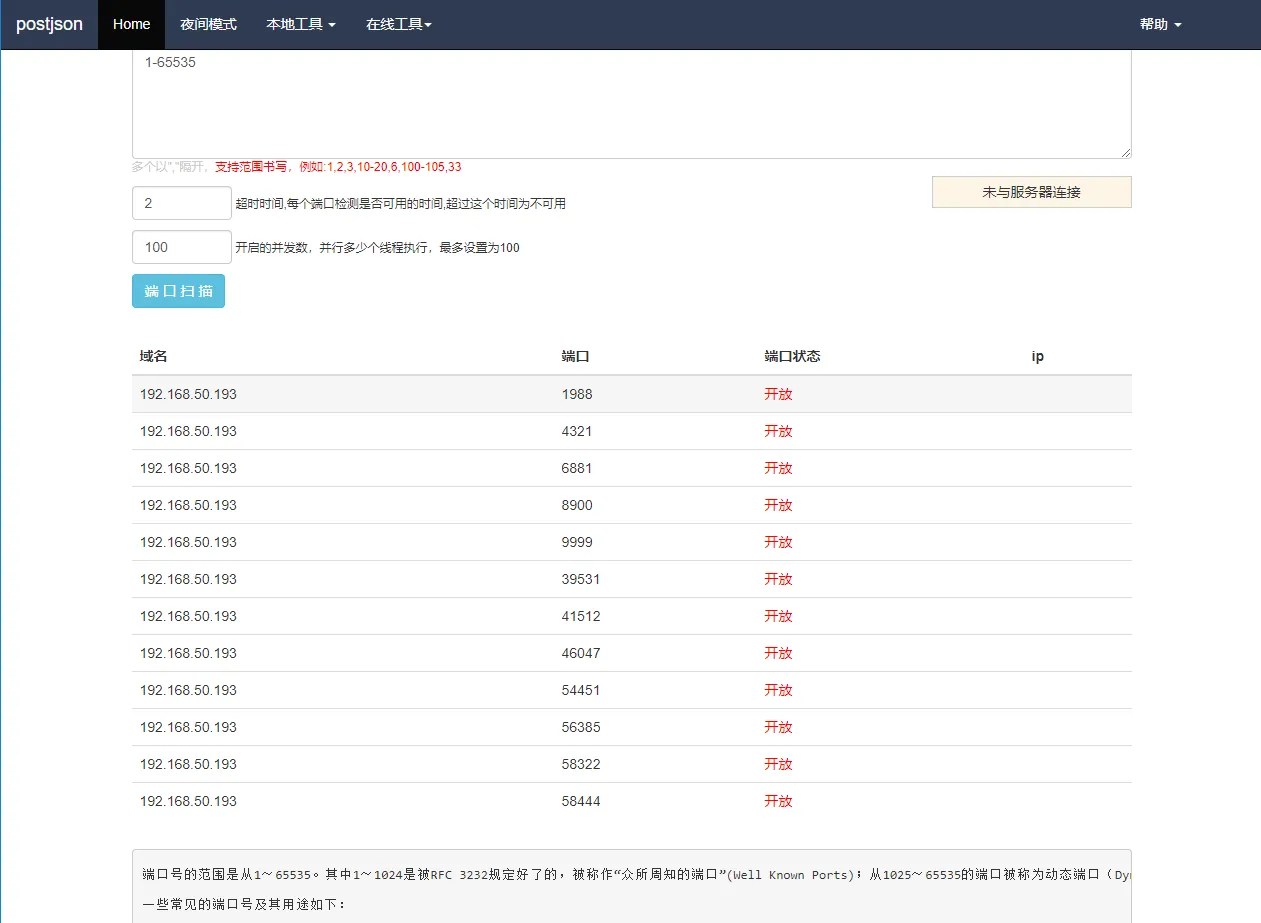 postjson Home 夜间模式 本地工具 在线工具 帮助
1-65535
多个以","隔开，支持范围书写，例如:1,2,3,10-20,6,100-105,33
未与服务器连接
2 超时时间,每个端口检测是否可用的时间,超过这个时间为不可用
100 开启的并发数，并行多少个线程执行，最多设置为100
端 口 扫 描
域名 端口 端口状态 ip
192.168.50.193 1988 开放
192.168.50.193 4321 开放
192.168.50.193 6881 开放
192.168.50.193 8900 开放
192.168.50.193 9999 开放
192.168.50.193 39531 开放
192.168.50.193 41512 开放
192.168.50.193 46047 开放
192.168.50.193 54451 开放
192.168.50.193 56385 开放
192.168.50.193 58322 开放
192.168.50.193 58444 开放
端口号的范围是从1～65535。其中1～1024是被RFC 3232规定好了的，被称作“众所周知的端口”(Well Known Ports)；从1025～65535的端口被称为动态端口（Dy
一些常见的端口号及其用途如下：